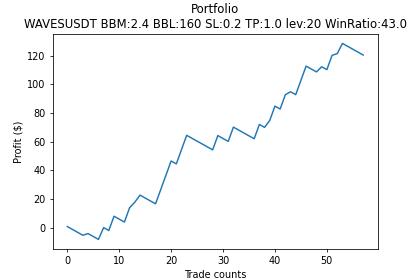 Portfolio
WAVESUSDT BBM:2.4 BBL:160 SL:0.2 TP:1.0 lev:20 WinRatio:43.0
120
100
80
60
40
20
0
Profit ($)
0 10 20 30 40 50
Trade counts